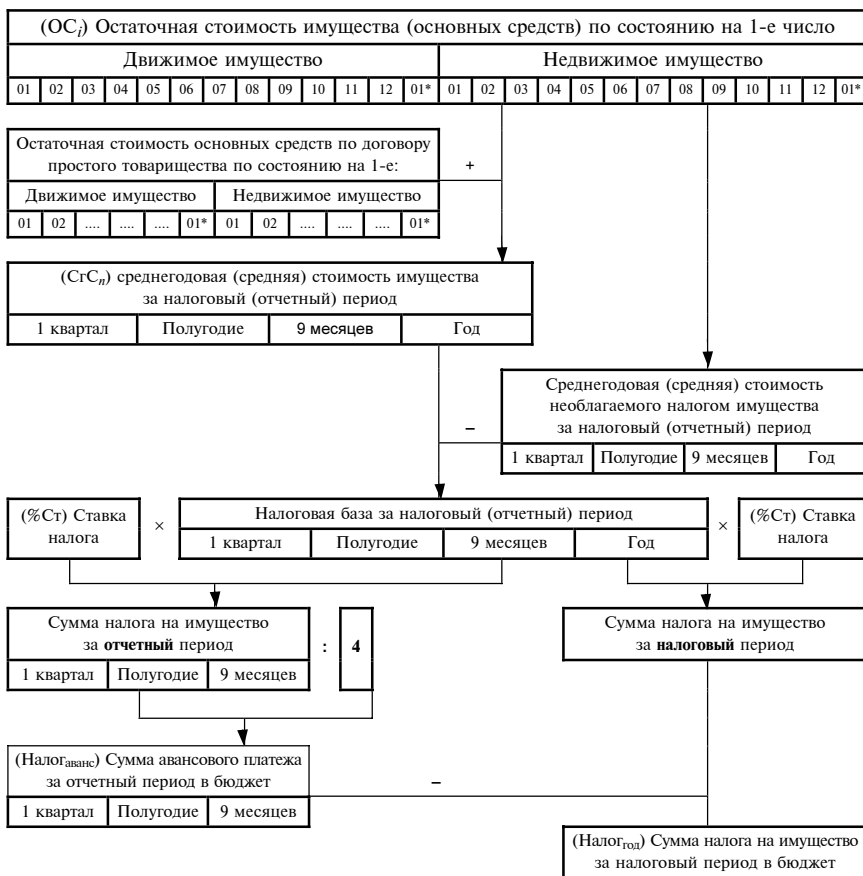 (ОСi) Остаточная стоимость имущества (основных средств) по состоянию на 1-е число
Движимое имущество Недвижимое имущество
01 02 03 04 05 06 07 08 09 10 11 12 01* 01 02 03 04 05 06 07 08 09 10 11 12 01*
Остаточная стоимость основных средств по договору
простого товарищества по состоянию на 1-е:
+
Движимое имущество Недвижимое имущество
01 02 .... .... .... 01* 01 02 .... .... .... 01*
(СгСn) среднегодовая (средняя) стоимость имущества
за налоговый (отчетный) период
1 квартал Полугодие 9 месяцев Год
Среднегодовая (средняя) стоимость
необлагаемого налогом имущества
за налоговый (отчетный) период
–
1 квартал Полугодие 9 месяцев Год
(%Ст) Ставка
налога
×
Налоговая база за налоговый (отчетный) период
1 квартал Полугодие 9 месяцев Год
×
(%Ст) Ставка
налога
Сумма налога на имущество
за отчетный период
1 квартал Полугодие 9 месяцев
: 4
Сумма налога на имущество
за налоговый период
(Налогаванс) Сумма авансового платежа
за отчетный период в бюджет
1 квартал Полугодие 9 месяцев
–
(Налоггод) Сумма налога на имущество
за налоговый период в бюджет